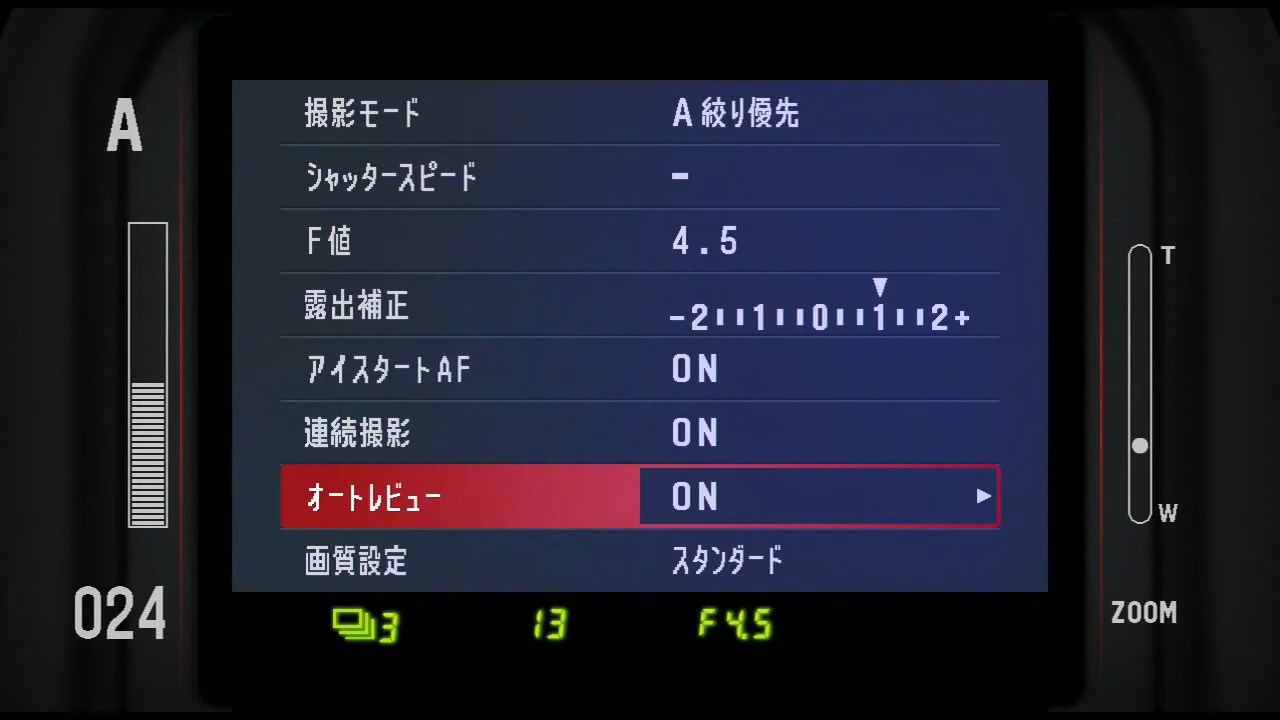 A
撮影モード A 絞り優先
シャッタースピード -
F値 4.5
露出補正 -2 1 0 1 2+
アイスタートAF ON
連続撮影 ON
オートレビュー ON
画質設定 スタンダード
024
3 13 F4.5
T
W
ZOOM